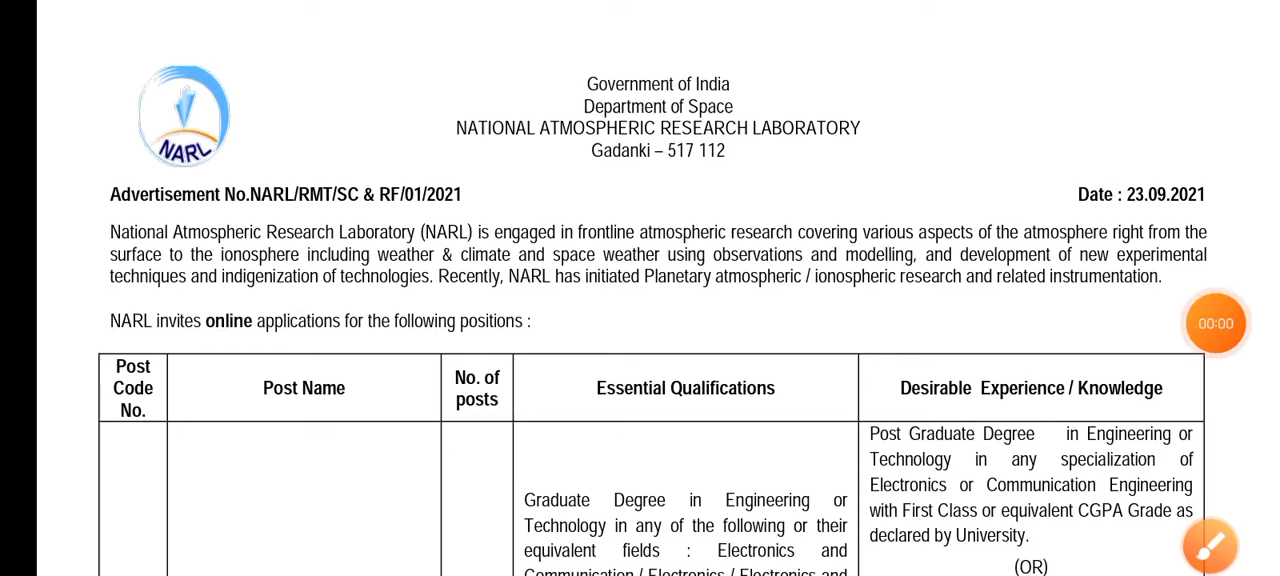 Government of India
Department of Space
NARL
NATIONAL ATMOSPHERIC RESEARCH LABORATORY
Gadanki – 517 112
Advertisement No.NARL/RMT/SC & RF/01/2021 Date : 23.09.2021
National Atmospheric Research Laboratory (NARL) is engaged in frontline atmospheric research covering various aspects of the atmosphere right from the
surface to the ionosphere including weather & climate and space weather using observations and modelling, and development of new experimental
techniques and indigenization of technologies. Recently, NARL has initiated Planetary atmospheric / ionospheric research and related instrumentation.
NARL invites online applications for the following positions :
00:00
Post
Code
No.
Post Name
No. of
posts
Essential Qualifications
Desirable Experience / Knowledge
Graduate Degree in Engineering or
Technology in any of the following or their
equivalent fields : Electronics and
Communication / Electronics / Electronics and
Post Graduate Degree in Engineering or
Technology in any specialization of
Electronics or Communication Engineering
with First Class or equivalent CGPA Grade as
declared by University.
(OR)